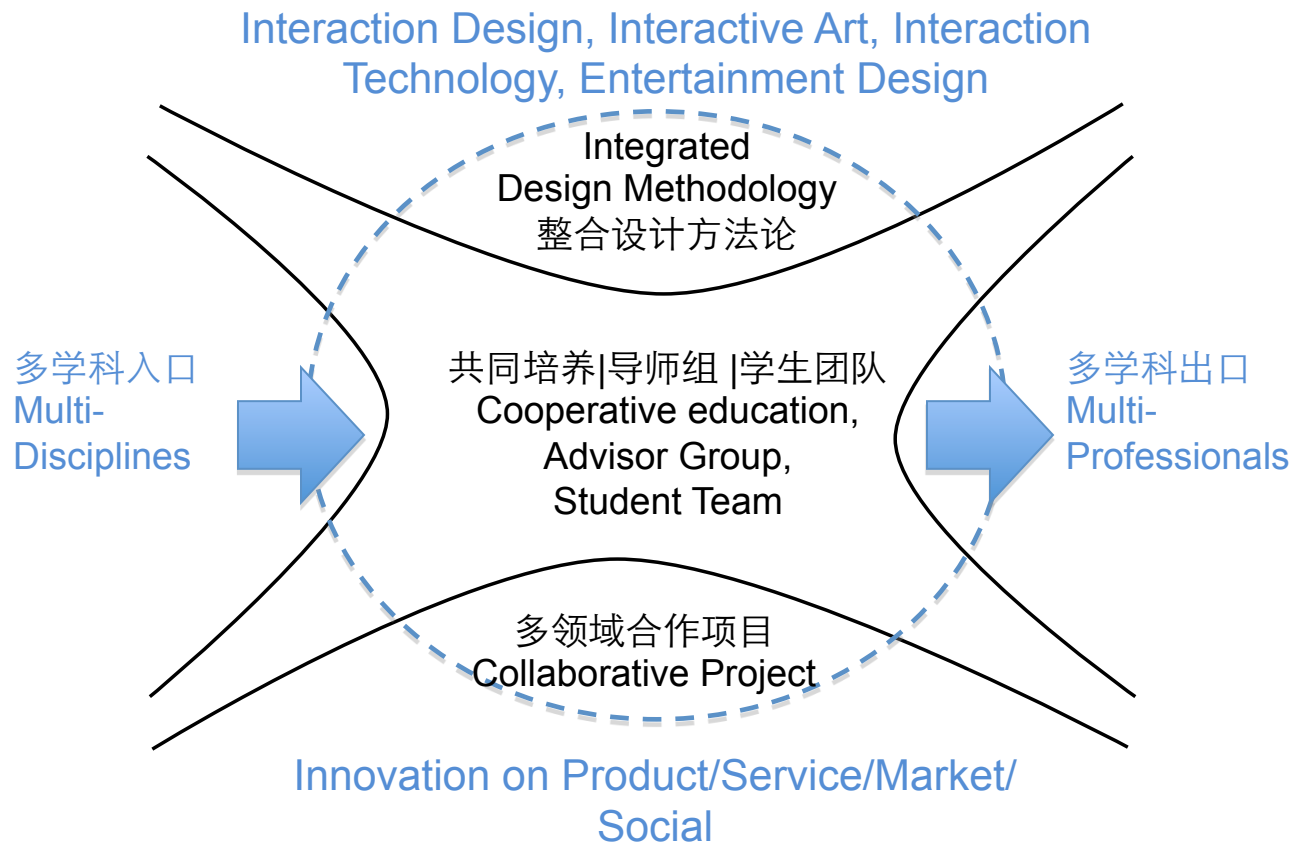 Interaction Design, Interactive Art, Interaction
Technology, Entertainment Design
Integrated
Design Methodology
整合设计方法论
多学科入口
Multi-
Disciplines
共同培养|导师组 |学生团队
Cooperative education,
Advisor Group,
Student Team
多学科出口
Multi-
Professionals
多领域合作项目
Collaborative Project
Innovation on Product/Service/Market/
Social